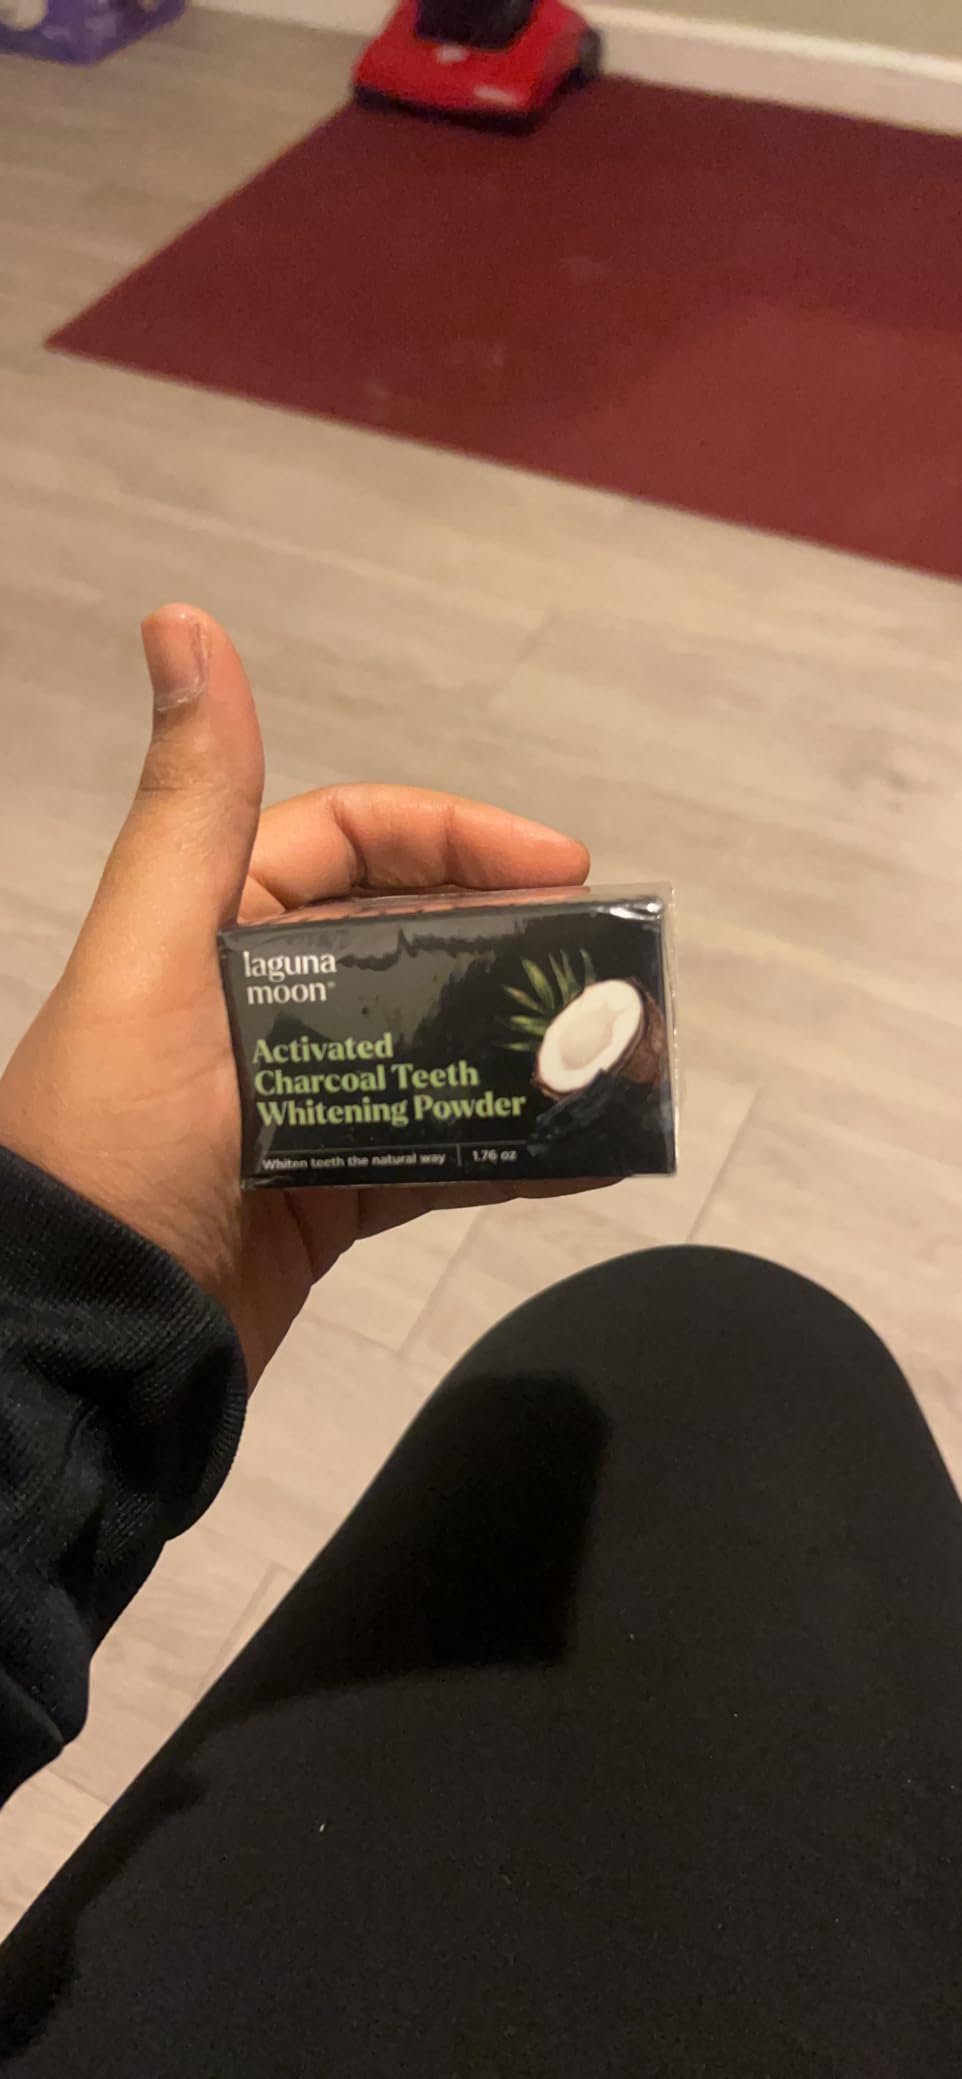 laguna
moon®
Activated
Charcoal Teeth
Whitening Powder
Whiten teeth the natural way | 1.76 oz